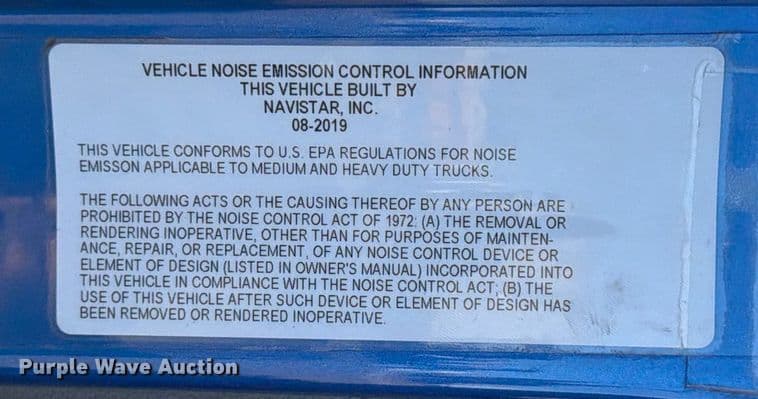 VEHICLE NOISE EMISSION CONTROL INFORMATION
THIS VEHICLE BUILT BY
NAVISTAR, INC.
08-2019
THIS VEHICLE CONFORMS TO U.S. EPA REGULATIONS FOR NOISE
EMISSON APPLICABLE TO MEDIUM AND HEAVY DUTY TRUCKS.
THE FOLLOWING ACTS OR THE CAUSING THEREOF BY ANY PERSON ARE
PROHIBITED BY THE NOISE CONTROL ACT OF 1972: (A) THE REMOVAL OR
RENDERING INOPERATIVE, OTHER THAN FOR PURPOSES OF MAINTEN-
ANCE, REPAIR, OR REPLACEMENT, OF ANY NOISE CONTROL DEVICE OR
ELEMENT OF DESIGN (LISTED IN OWNER'S MANUAL) INCORPORATED INTO
THIS VEHICLE IN COMPLIANCE WITH THE NOISE CONTROL ACT; (B) THE
USE OF THIS VEHICLE AFTER SUCH DEVICE OR ELEMENT OF DESIGN HAS
BEEN REMOVED OR RENDERED INOPERATIVE.
Purple Wave Auction